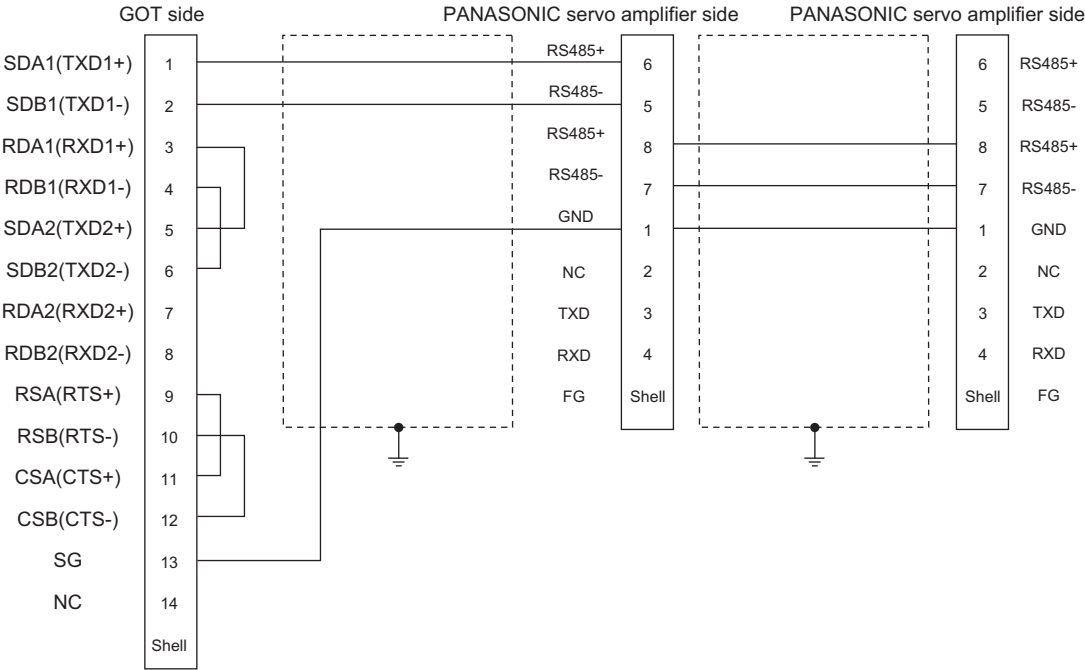 GOT side PANASONIC servo amplifier side PANASONIC servo amplifier side
SDA1(TXD1+) 1 RS485+ 6 6 RS485+
SDB1(TXD1-) 2 RS485- 5 5 RS485-
RDA1(RXD1+) 3 RS485+ 8 8 RS485+
RDB1(RXD1-) 4 RS485- 7 7 RS485-
SDA2(TXD2+) 5 GND 1 1 GND
SDB2(TXD2-) 6 NC 2 2 NC
RDA2(RXD2+) 7 TXD 3 3 TXD
RDB2(RXD2-) 8 RXD 4 4 RXD
RSA(RTS+) 9 FG Shell Shell FG
RSB(RTS-) 10
CSA(CTS+) 11
CSB(CTS-) 12
SG 13
NC 14
Shell